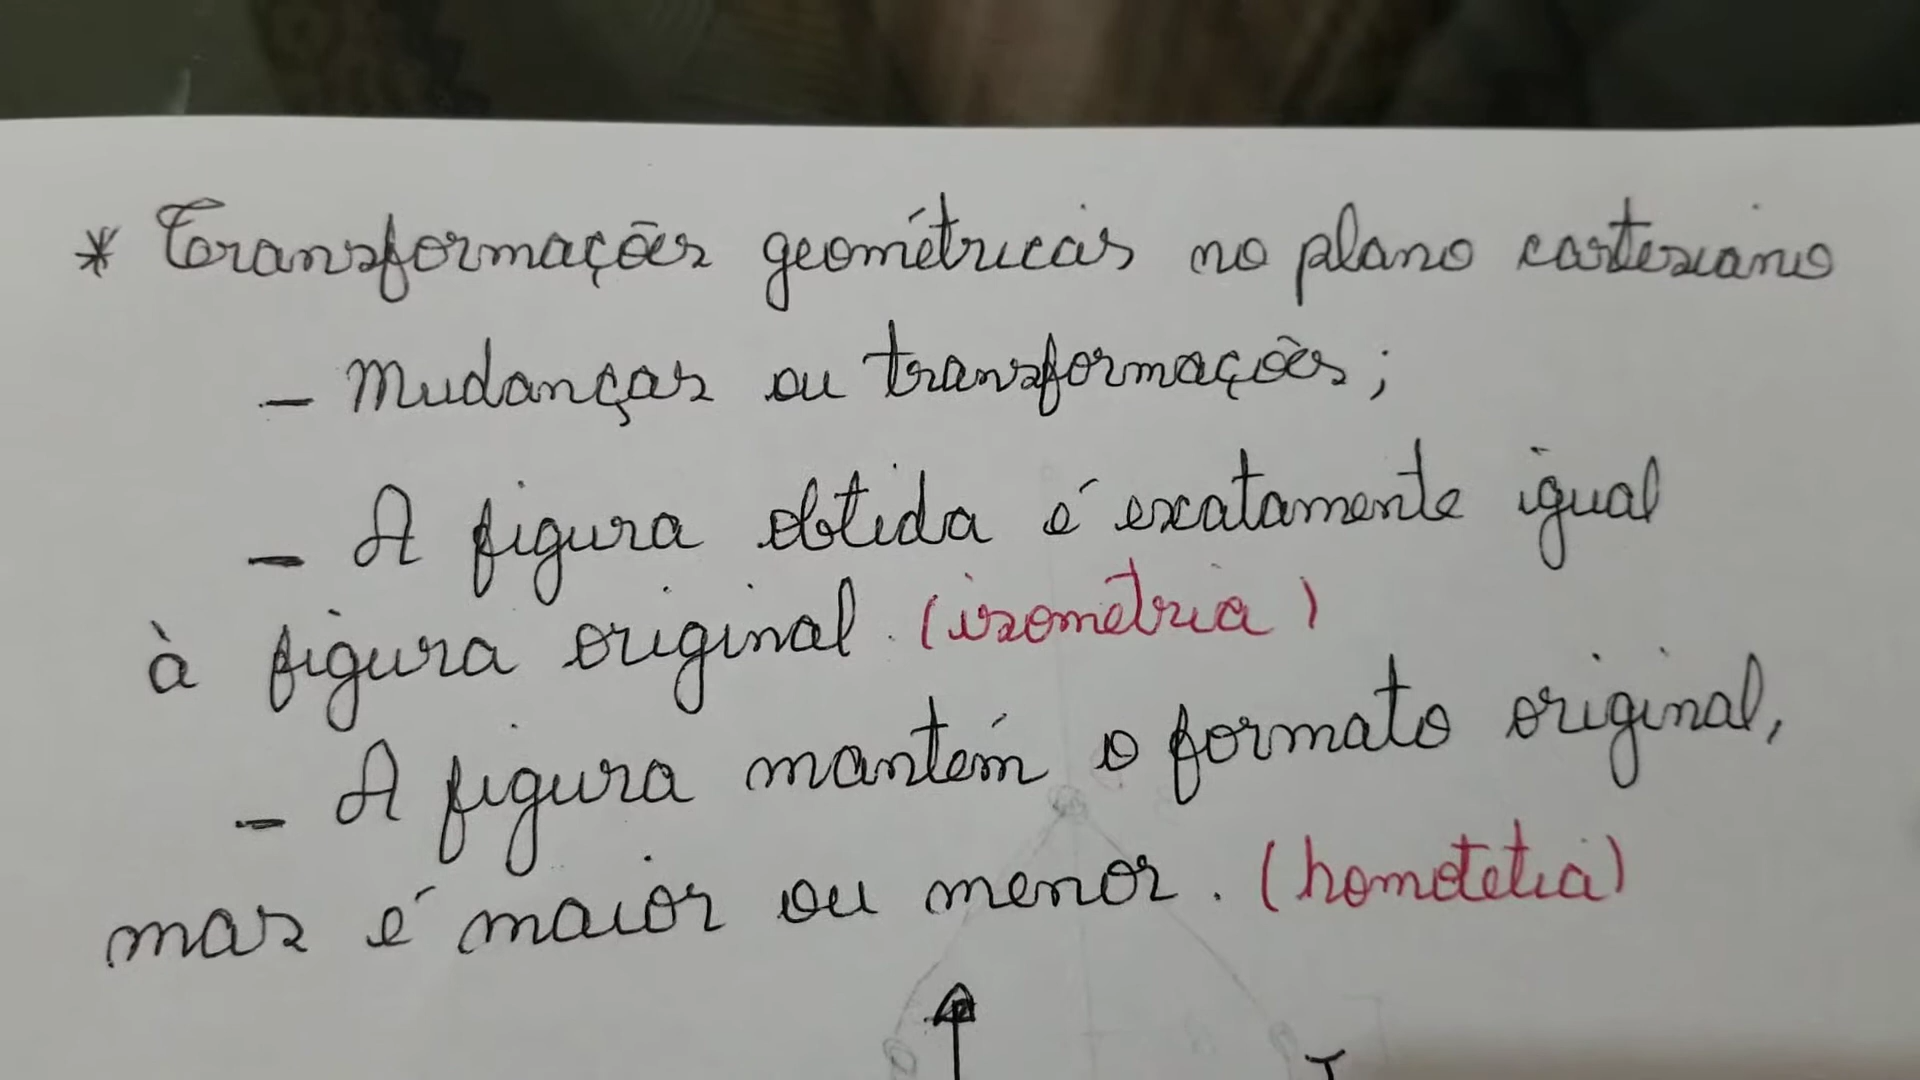 * Transformações geométricas no plano cartesiano
- Mudanças ou transformações;
- A figura obtida é exatamente igual
à figura original. (isometria)
- A figura mantém o formato original,
mas é maior ou menor. (homotetia)